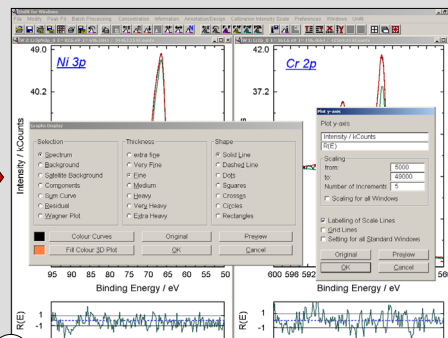 Unifit for Windows
File Modify Peak Fit Batch Processing Concentration Information Annotation/Design Calibration Intensity Scale Preferences Windows Unifit
49.0
40.2
Ni 3p
42.0
37.2
Cr 2p
Intensity / kCounts
Graphs Display
Selection
Spectrum
Background
Satellite Background
Components
Sum Curve
Residual
Wagner Plot
Thickness
extra fine
Very Fine
Fine
Medium
Heavy
Very Heavy
Extra Heavy
Shape
Solid Line
Dashed Line
Dots
Squares
Crosses
Circles
Rectangles
Colour Curves
Fill Colour 3D Plot
Original
Preview
OK
Cancel
Plot y-axis
Plot y-axis
Intensity / kCounts
R(E)
Scaling
from: 5000
to: 49000
Number of Increments 5
Scaling for all Windows
Labelling of Scale Lines
Grid Lines
Setting for all Standard Windows
Original Preview
OK Cancel
95 90 85 80 75 70 65 60 55 50
Binding Energy / eV
600 596 592
Binding Energy / eV
R(E)
1
-1
R(E)
1
-1